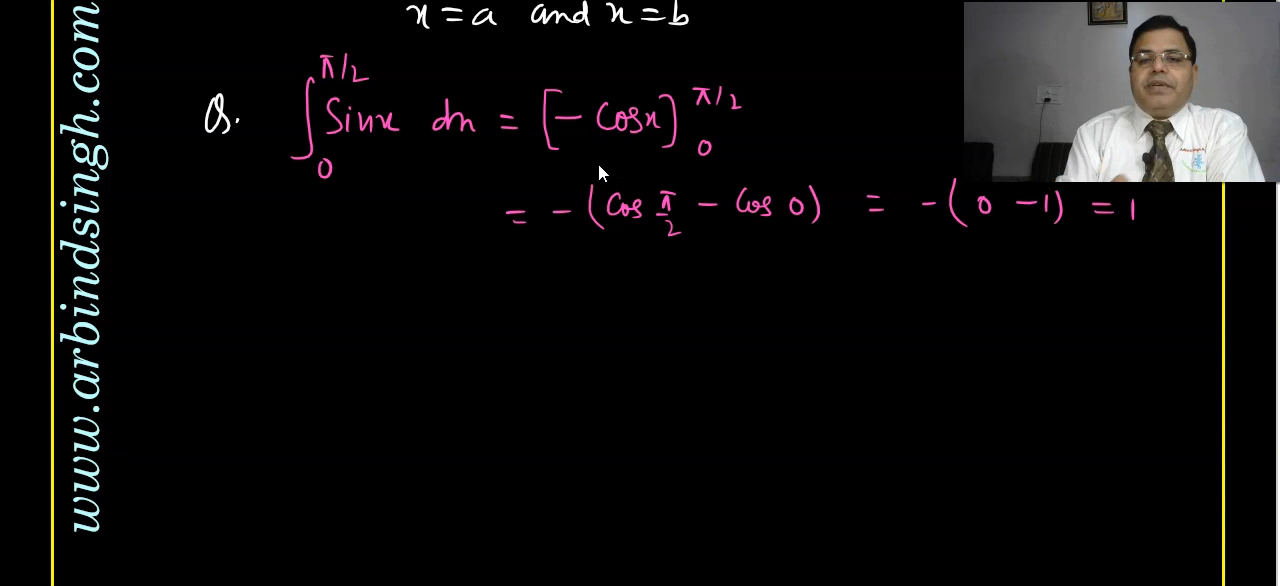 x = a and x = b
Q. ∫₀^{π/2} Sinx dx = [- Cosx]₀^{π/2}
= - (Cos π/2 - Cos 0) = - (0 - 1) = 1
www.arbindsingh.com